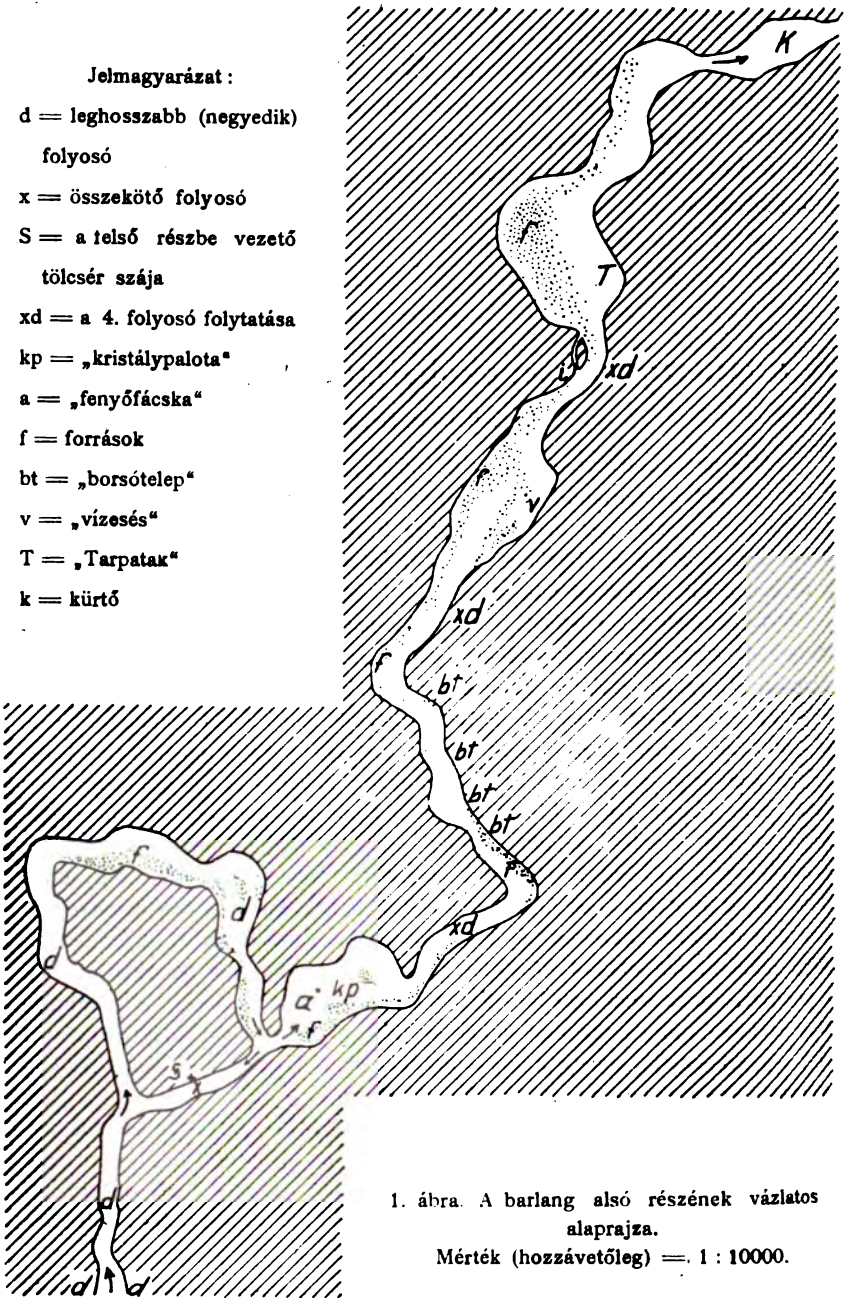 Jelmagyarázat :
d = leghosszabb (negyedik)
folyosó
x = összekötő folyosó
S = a telső részbe vezető
tölcsér szája
xd = a 4. folyosó folytatása
kp = „kristálypalota“
a = „fenyőfácska“
f = források
bt = „borsótelep“
v = „vízesés“
T = „Tarpatak“
k = kürtő
K
f
T
i
xd
f
v
xd
f
bt
bt
bt
bt
f
xd
f
d
d
kp
a
f
S
x
d
d
d
1. ábra. A barlang alsó részének vázlatos
alaprajza.
Mérték (hozzávetőleg) = 1 : 10000.